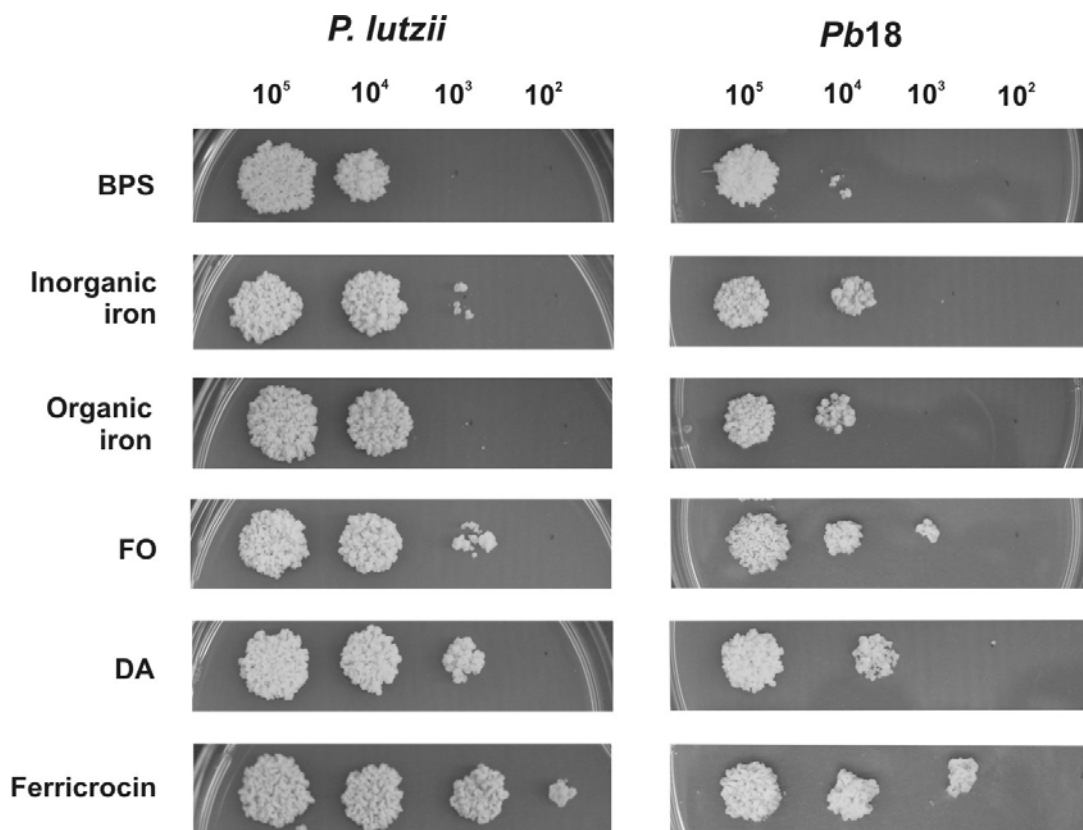 P. lutzii Pb18
10⁵ 10⁴ 10³ 10² 10⁵ 10⁴ 10³ 10²
BPS
Inorganic
iron
Organic
iron
FO
DA
Ferricrocin